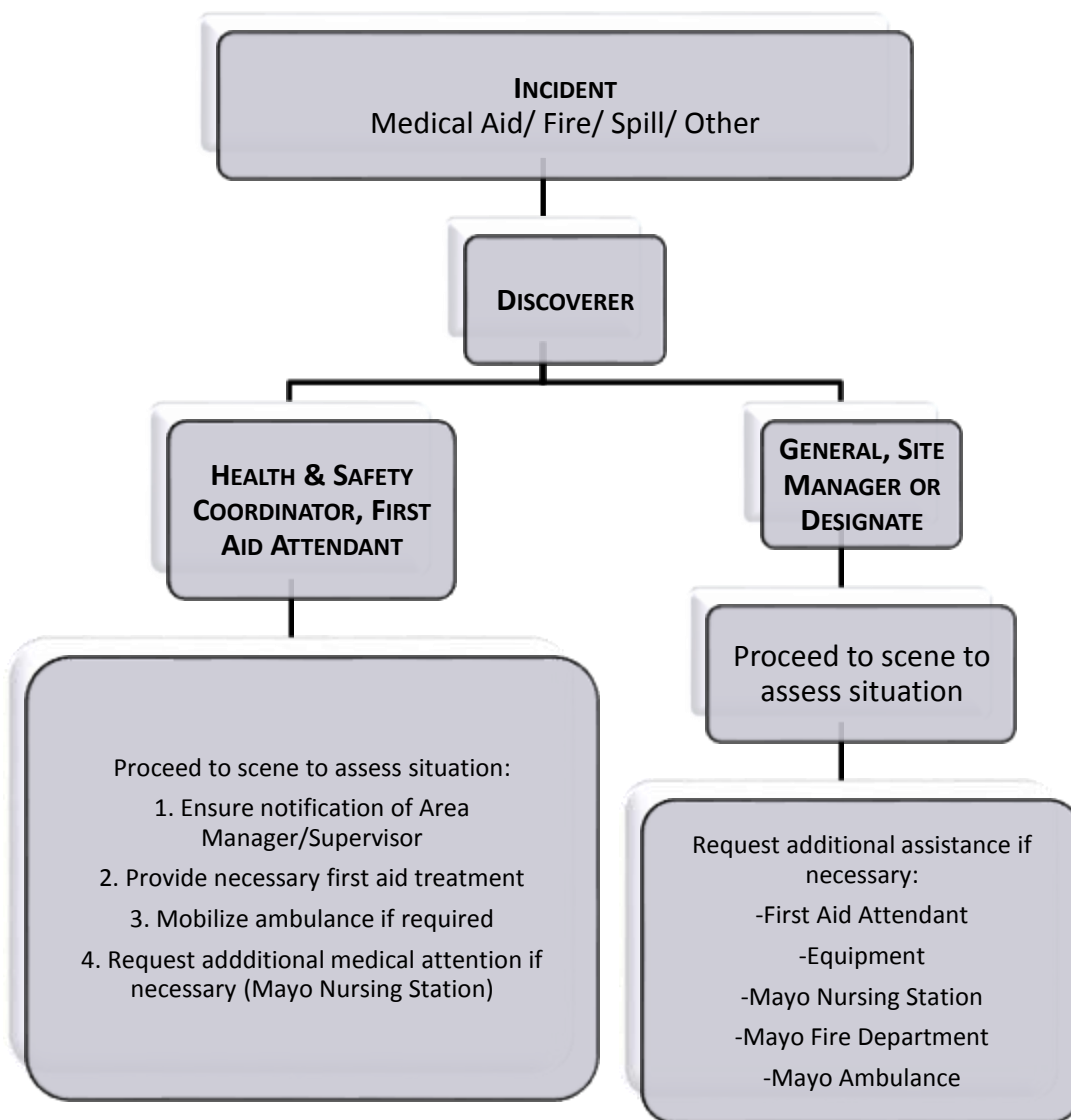 INCIDENT
Medical Aid/ Fire/ Spill/ Other
DISCOVERER
HEALTH & SAFETY
COORDINATOR, FIRST
AID ATTENDANT
Proceed to scene to assess situation:
1. Ensure notification of Area
Manager/Supervisor
2. Provide necessary first aid treatment
3. Mobilize ambulance if required
4. Request addditional medical attention if
necessary (Mayo Nursing Station)
GENERAL, SITE
MANAGER OR
DESIGNATE
Proceed to scene to
assess situation
Request additional assistance if
necessary:
-First Aid Attendant
-Equipment
-Mayo Nursing Station
-Mayo Fire Department
-Mayo Ambulance